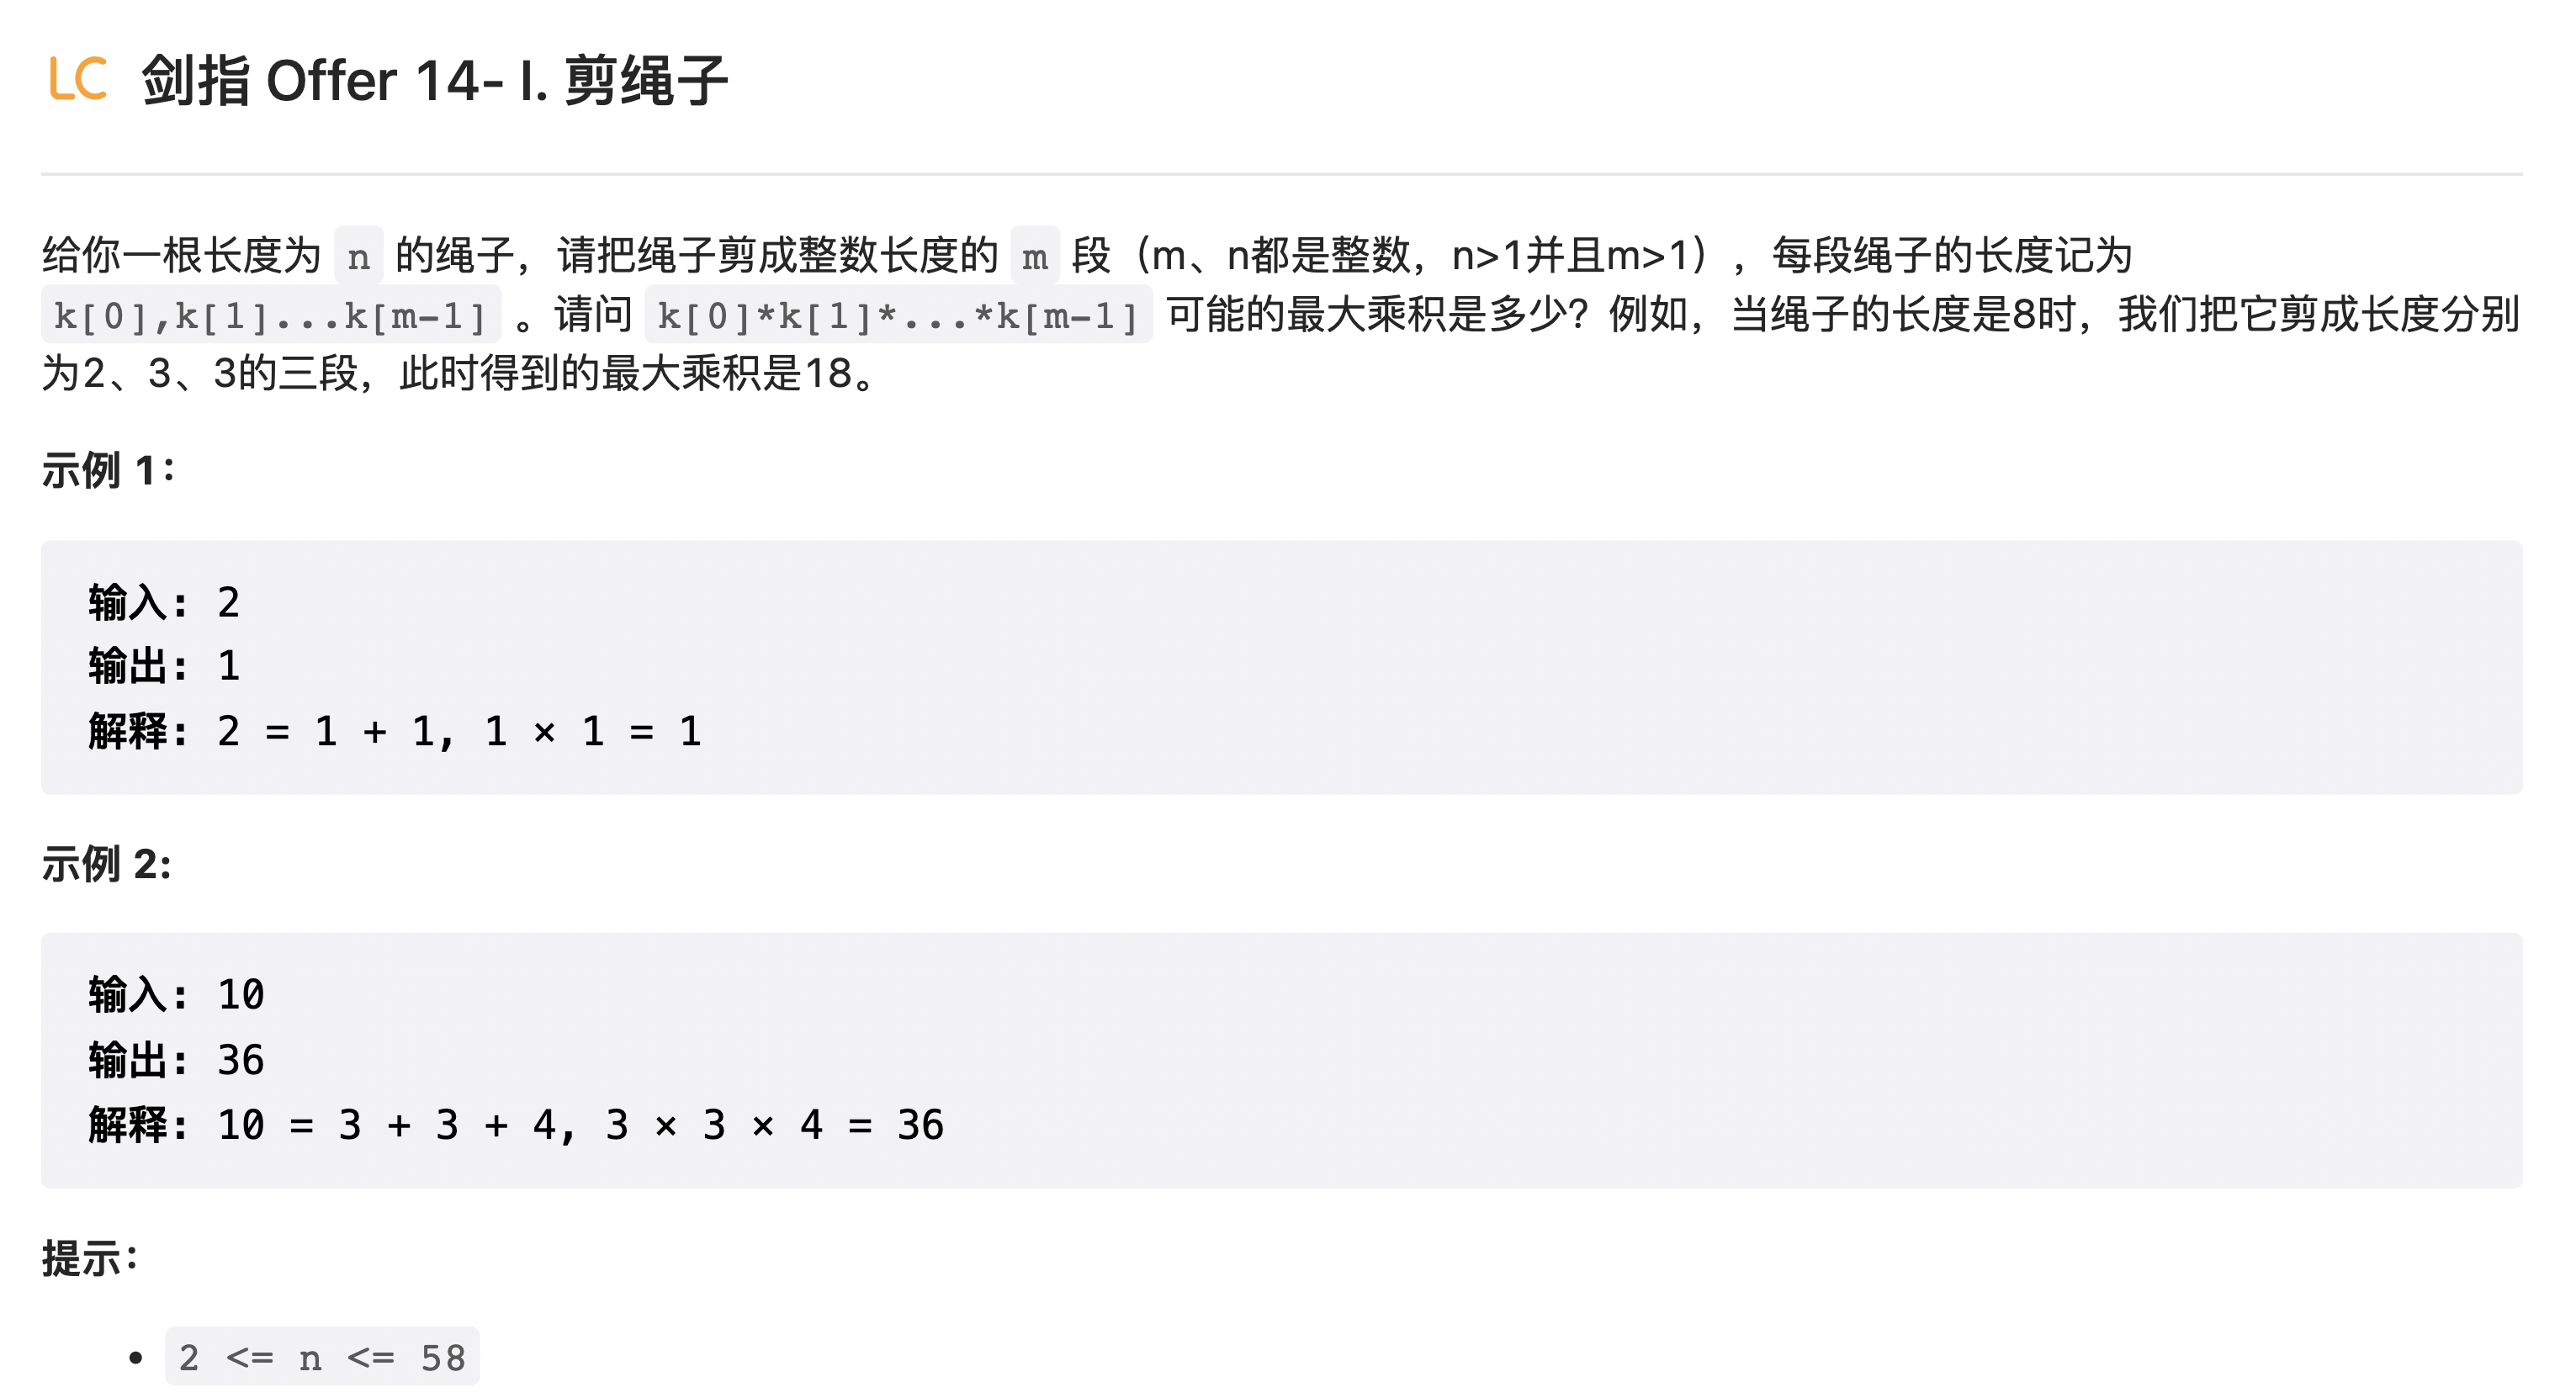 LC 剑指 Offer 14- I. 剪绳子
给你一根长度为 n 的绳子，请把绳子剪成整数长度的 m 段（m、n都是整数，n>1并且m>1），每段绳子的长度记为
k[0],k[1]...k[m-1] 。请问 k[0]*k[1]*...*k[m-1] 可能的最大乘积是多少？例如，当绳子的长度是8时，我们把它剪成长度分别
为2、3、3的三段，此时得到的最大乘积是18。
示例 1：
输入: 2
输出: 1
解释: 2 = 1 + 1, 1 × 1 = 1
示例 2:
输入: 10
输出: 36
解释: 10 = 3 + 3 + 4, 3 × 3 × 4 = 36
提示：
• 2 <= n <= 58